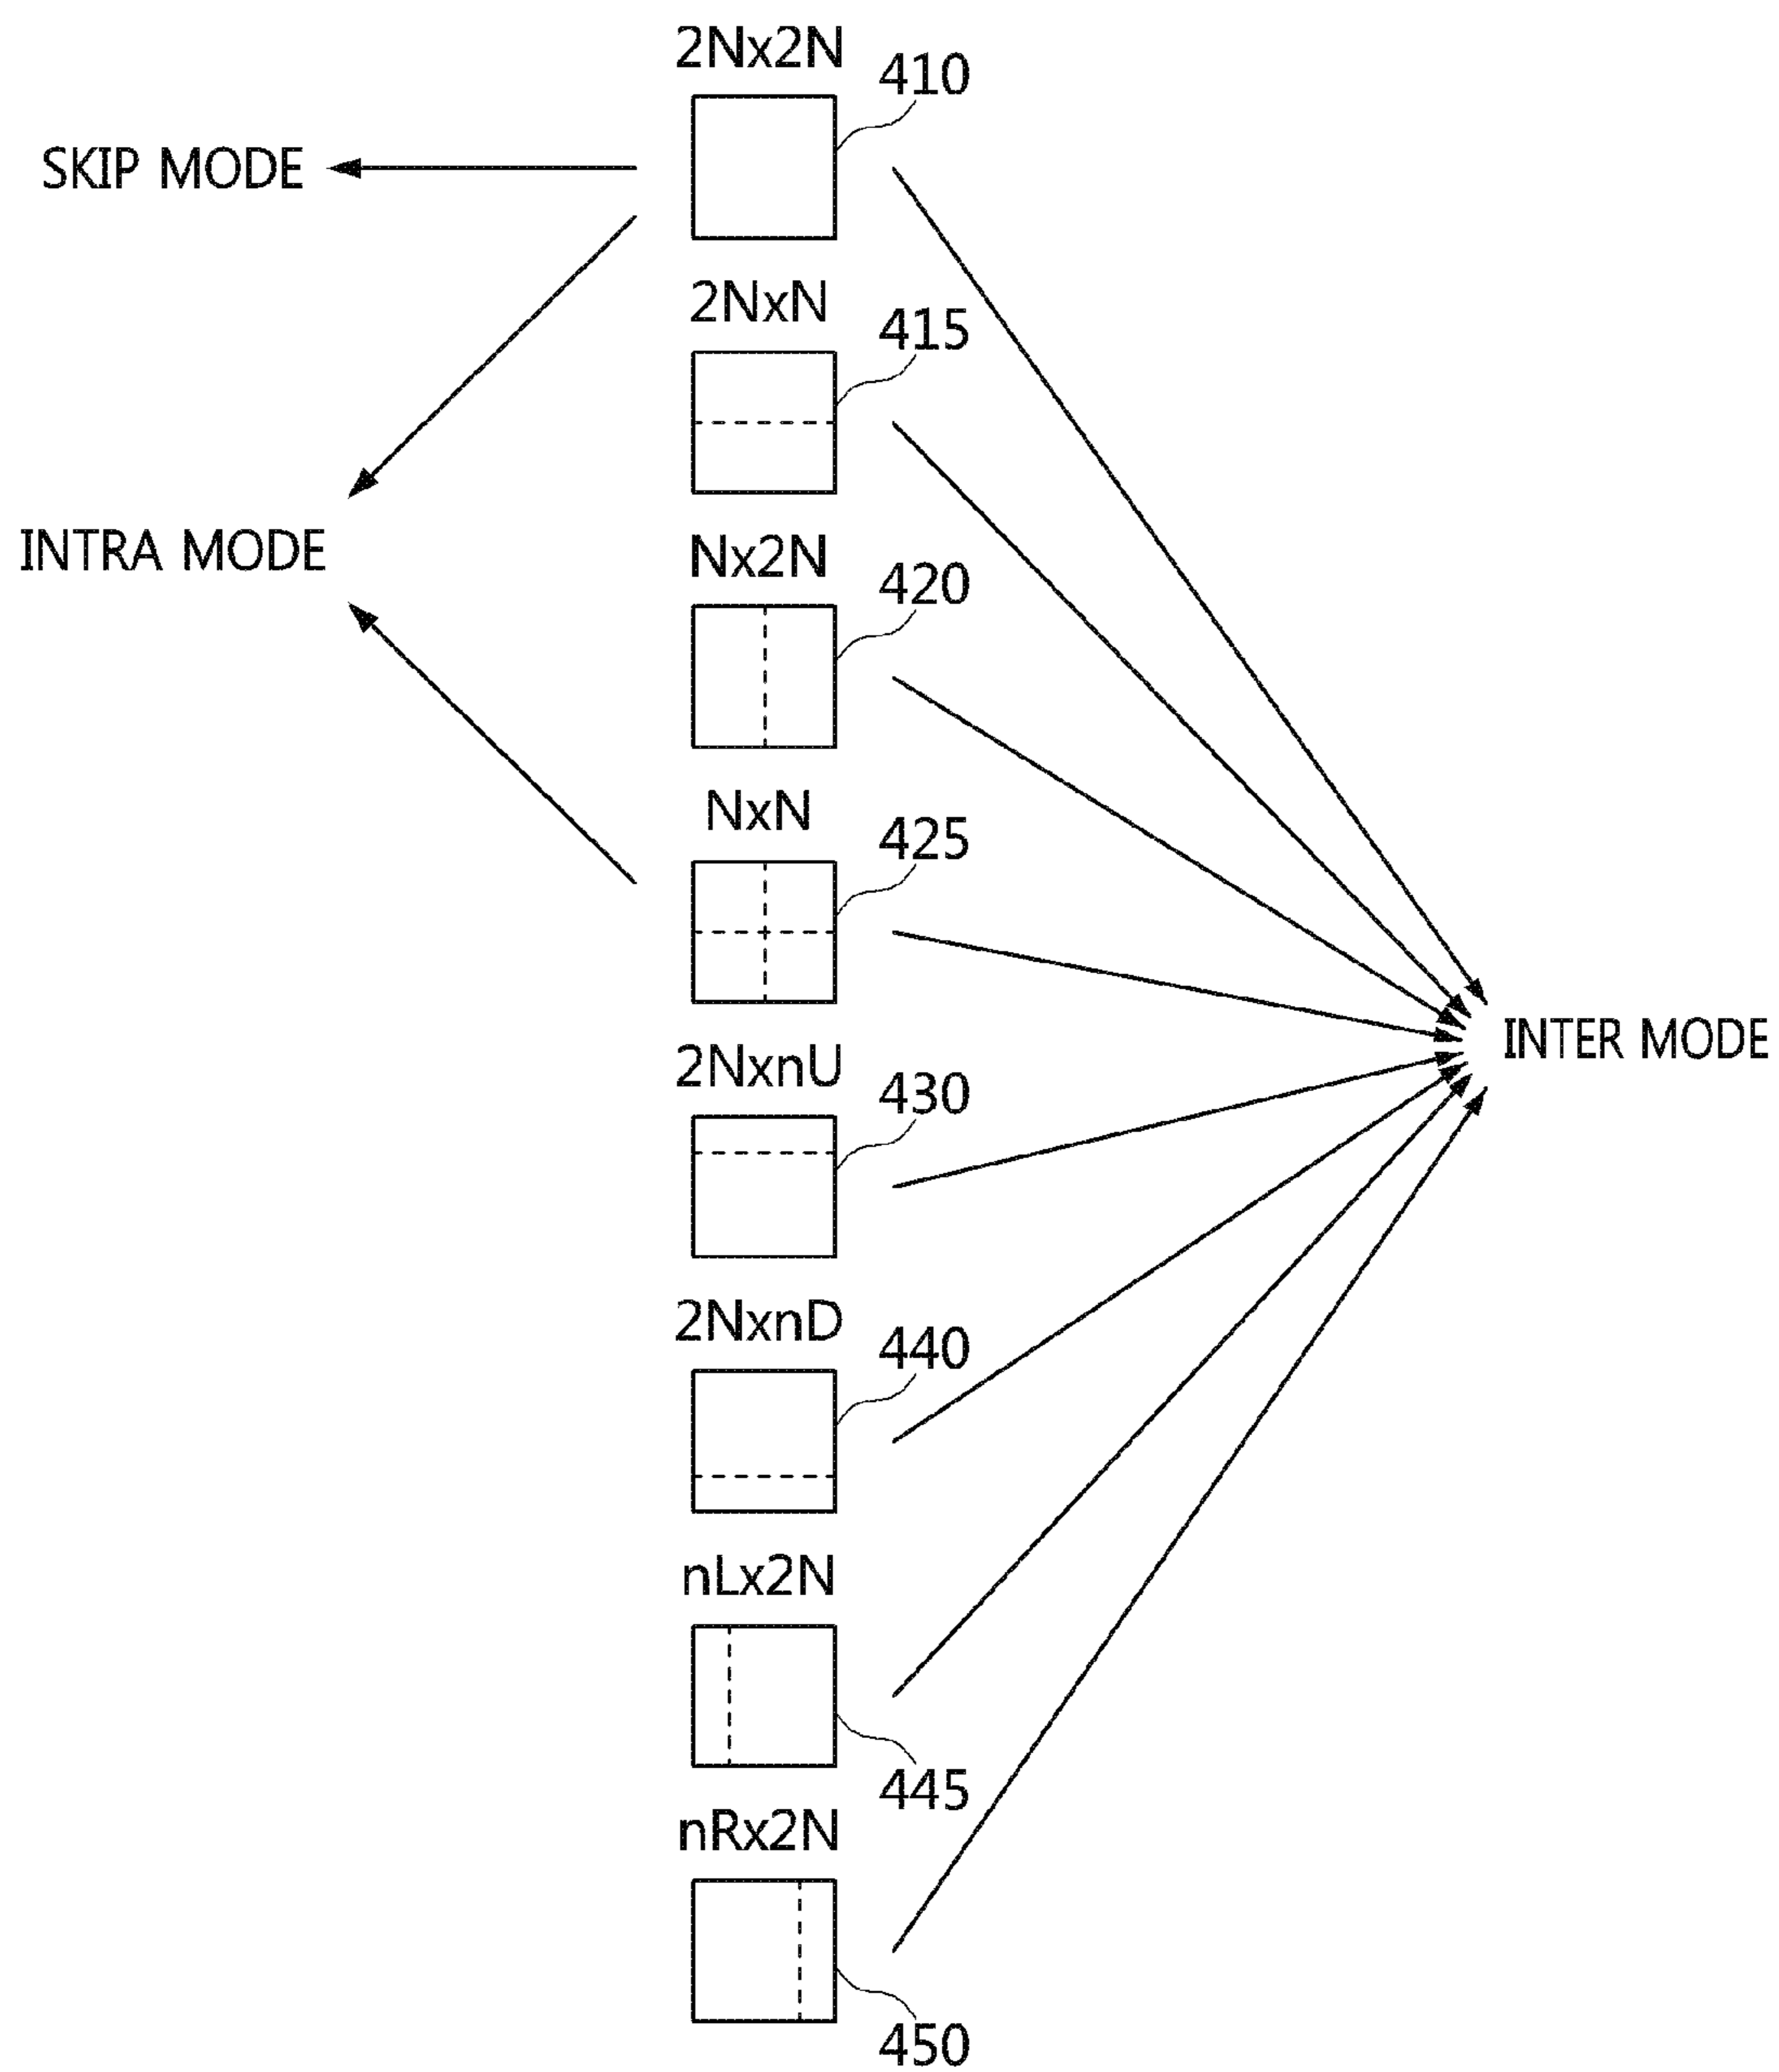 2Nx2N
410
SKIP MODE
2NxN
415
INTRA MODE
Nx2N
420
NxN
425
INTER MODE
2NxnU
430
2NxnD
440
nLx2N
445
nRx2N
450